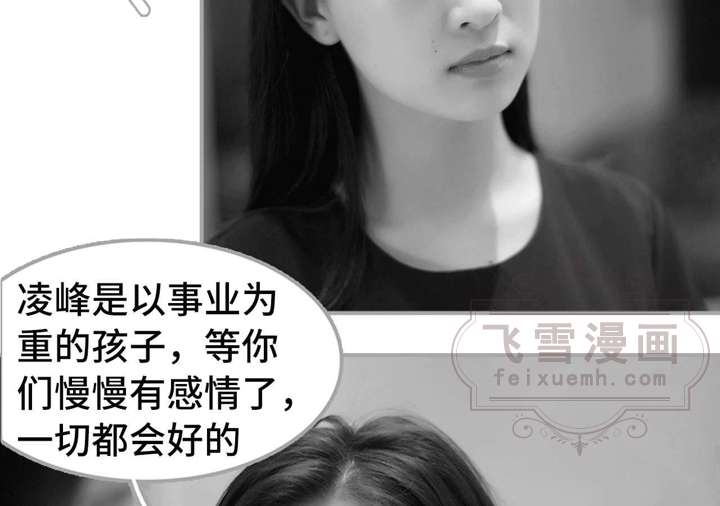 凌峰是以事业为
重的孩子，等你
们慢慢有感情了，
一切都会好的
飞雪漫画
feixuemh.com